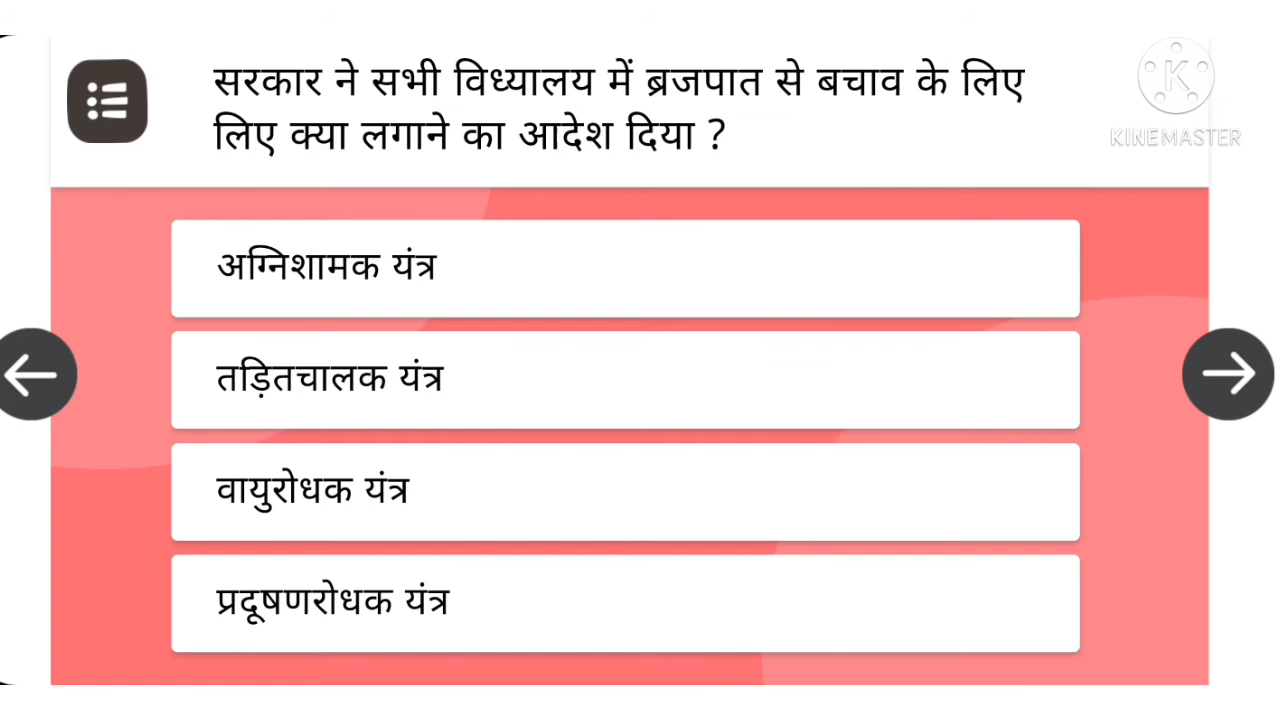 सरकार ने सभी विध्यालय में ब्रजपात से बचाव के लिए
लिए क्या लगाने का आदेश दिया ?
KINEMASTER
अग्निशामक यंत्र
तड़ितचालक यंत्र
वायुरोधक यंत्र
प्रदूषणरोधक यंत्र